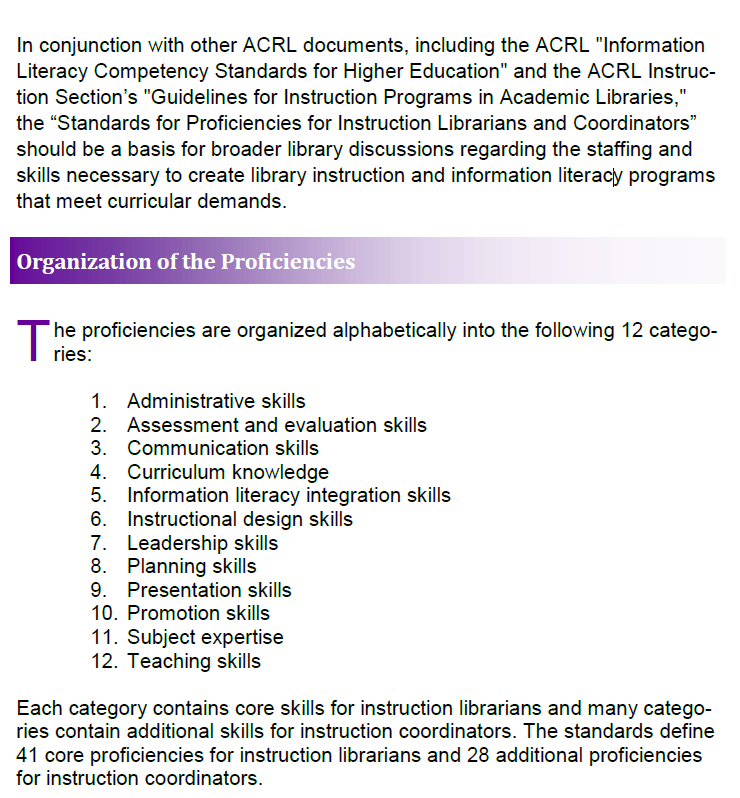 In conjunction with other ACRL documents, including the ACRL "Information
Literacy Competency Standards for Higher Education" and the ACRL Instruc-
tion Section’s "Guidelines for Instruction Programs in Academic Libraries,"
the “Standards for Proficiencies for Instruction Librarians and Coordinators”
should be a basis for broader library discussions regarding the staffing and
skills necessary to create library instruction and information literacy programs
that meet curricular demands.
Organization of the Proficiencies
The proficiencies are organized alphabetically into the following 12 catego-
ries:
1. Administrative skills
2. Assessment and evaluation skills
3. Communication skills
4. Curriculum knowledge
5. Information literacy integration skills
6. Instructional design skills
7. Leadership skills
8. Planning skills
9. Presentation skills
10. Promotion skills
11. Subject expertise
12. Teaching skills
Each category contains core skills for instruction librarians and many catego-
ries contain additional skills for instruction coordinators. The standards define
41 core proficiencies for instruction librarians and 28 additional proficiencies
for instruction coordinators.